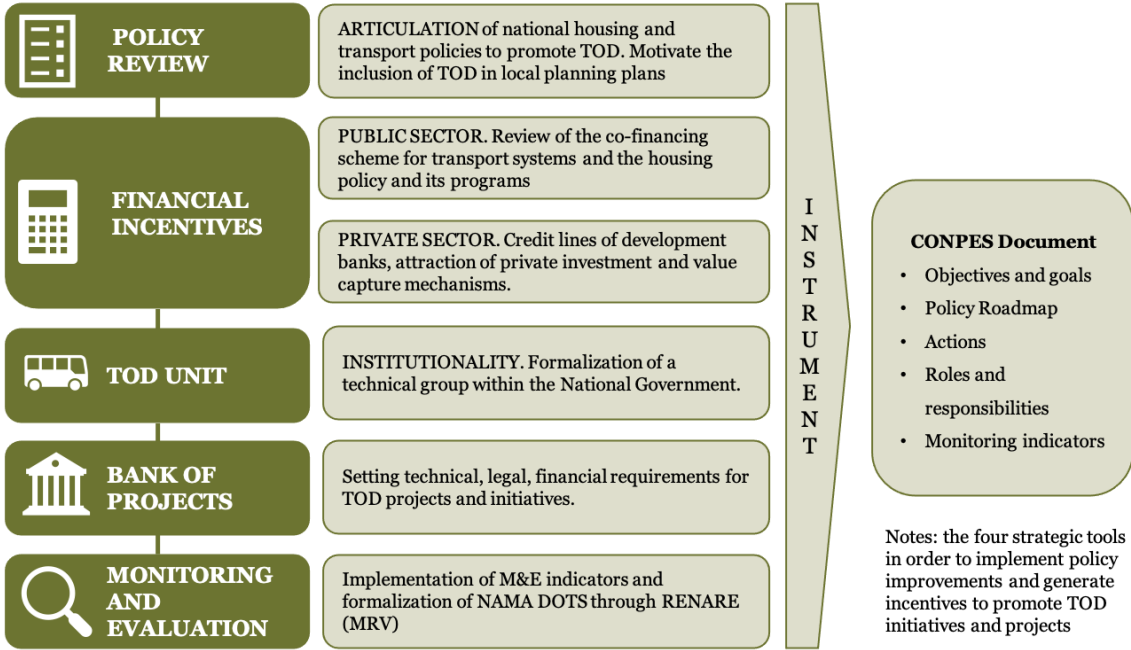 POLICY
REVIEW
ARTICULATION of national housing and
transport policies to promote TOD. Motivate the
inclusion of TOD in local planning plans
FINANCIAL
INCENTIVES
PUBLIC SECTOR. Review of the co-financing
scheme for transport systems and the housing
policy and its programs
PRIVATE SECTOR. Credit lines of development
banks, attraction of private investment and value
capture mechanisms.
TOD UNIT
INSTITUTIONALITY. Formalization of a
technical group within the National Government.
BANK OF
PROJECTS
Setting technical, legal, financial requirements for
TOD projects and initiatives.
MONITORING
AND
EVALUATION
Implementation of M&E indicators and
formalization of NAMA DOTS through RENARE
(MRV)
INSTRUMENT
CONPES Document
• Objectives and goals
• Policy Roadmap
• Actions
• Roles and
responsibilities
• Monitoring indicators
Notes: the four strategic tools
in order to implement policy
improvements and generate
incentives to promote TOD
initiatives and projects